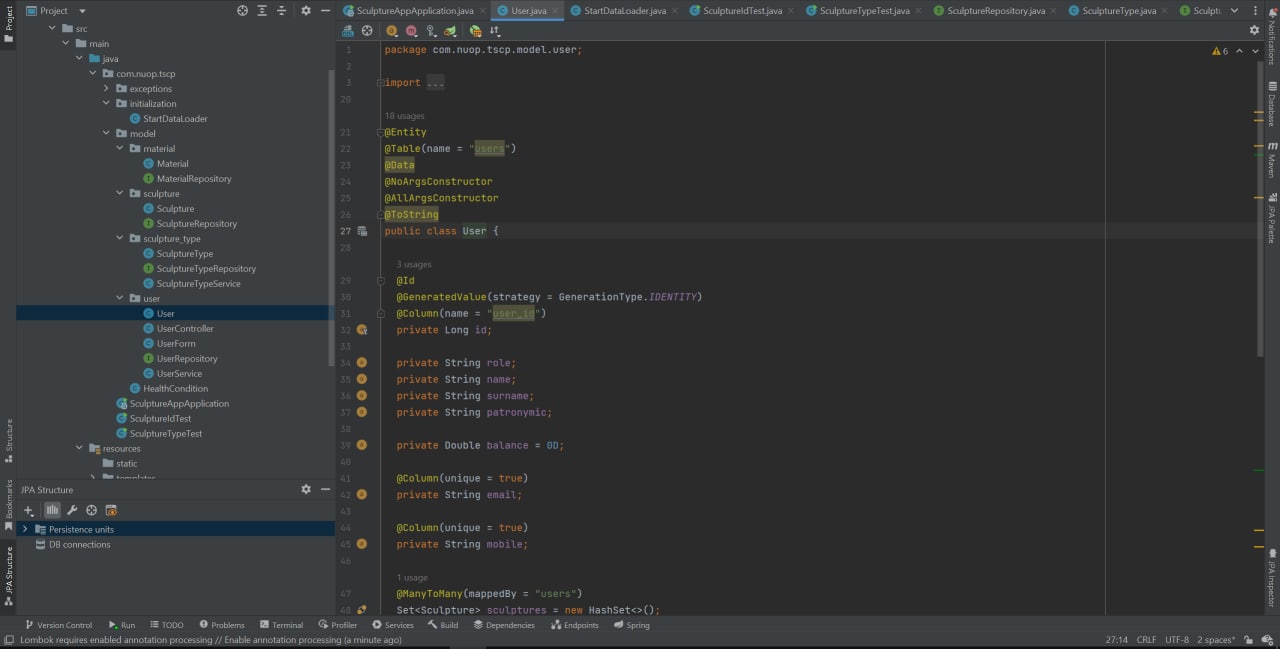 Project
SculptureAppApplication.java
User.java
StartDataLoader.java
SculptureIdTest.java
SculptureTypeTest.java
SculptureRepository.java
SculptureType.java
Sculptu
src
main
java
com.nuop.tscp
exceptions
initialization
StartDataLoader
model
material
Material
MaterialRepository
sculpture
Sculpture
SculptureRepository
sculpture_type
SculptureType
SculptureTypeRepository
SculptureTypeService
user
User
UserController
UserForm
UserRepository
UserService
HealthCondition
SculptureAppApplication
SculptureIdTest
SculptureTypeTest
resources
static
templates
JPA Structure
Persistence units
DB connections
Project
Structure
Bookmarks
JPA Structure
6
1 package com.nuop.tscp.model.user;
2
3 import ...
20
18 usages
21 @Entity
22 @Table(name = "users")
23 @Data
24 @NoArgsConstructor
25 @AllArgsConstructor
26 @ToString
27 public class User {
28
3 usages
29 @Id
30 @GeneratedValue(strategy = GenerationType.IDENTITY)
31 @Column(name = "user_id")
32 private Long id;
33
34 private String role;
35 private String name;
36 private String surname;
37 private String patronymic;
38
39 private Double balance = 0D;
40
41 @Column(unique = true)
42 private String email;
43
44 @Column(unique = true)
45 private String mobile;
46
1 usage
47 @ManyToMany(mappedBy = "users")
48 Set<Sculpture> sculptures = new HashSet<>();
Notifications
Database
Maven
JPA Palette
JPA Inspector
Version Control Run TODO Problems Terminal Profiler Services Build Dependencies Endpoints Spring
Lombok requires enabled annotation processing // Enable annotation processing (a minute ago) 27:14 CRLF UTF-8 2 spaces*